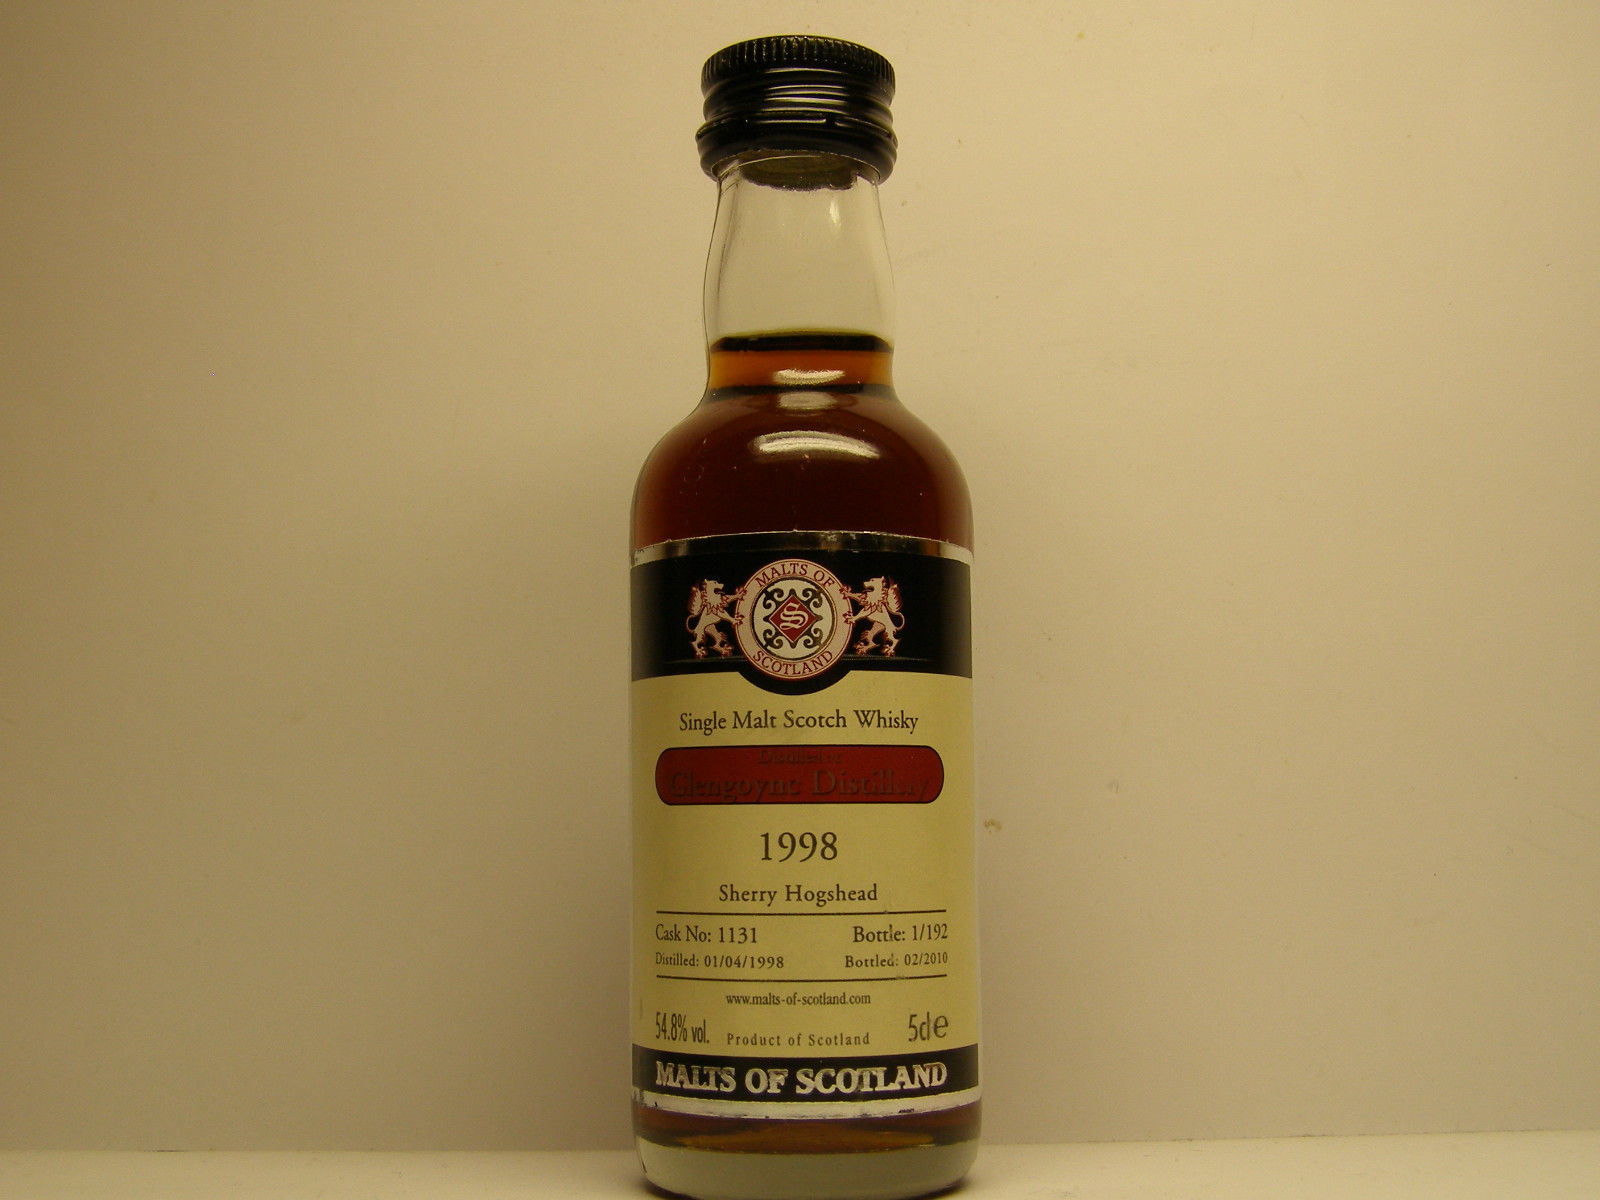 MALTS OF
S
SCOTLAND
Single Malt Scotch Whisky
Distilled at
Glengoyne Distillery
1998
Sherry Hogshead
Cask No: 1131 Bottle: 1/192
Distilled: 01/04/1998 Bottled: 02/2010
www.malts-of-scotland.com
54.8% vol. Product of Scotland 5cl e
MALTS OF SCOTLAND